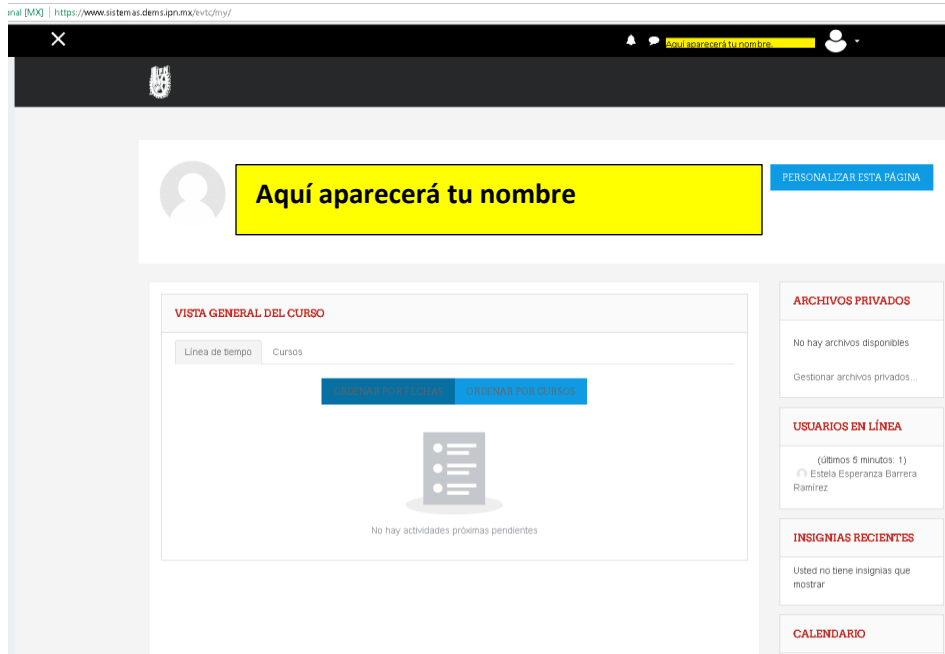 onal [MX] | https://www.sistemas.dems.ipn.mx/evtc/my/
Aquí aparecerá tu nombre.
Aquí aparecerá tu nombre
PERSONALIZAR ESTA PÁGINA
VISTA GENERAL DEL CURSO
Línea de tiempo Cursos
ORDENAR POR FECHAS ORDENAR POR CURSOS
No hay actividades próximas pendientes
ARCHIVOS PRIVADOS
No hay archivos disponibles
Gestionar archivos privados...
USUARIOS EN LÍNEA
(últimos 5 minutos: 1)
Estela Esperanza Barrera
Ramírez
INSIGNIAS RECIENTES
Usted no tiene insignias que
mostrar
CALENDARIO